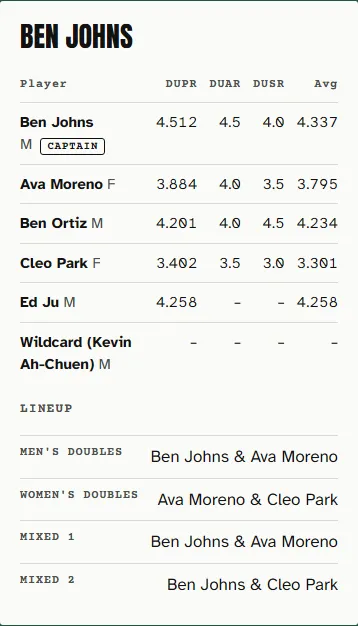 BEN JOHNS
Player DUPR DUAR DUSR Avg
Ben Johns 4.512 4.5 4.0 4.337
M CAPTAIN
Ava Moreno F 3.884 4.0 3.5 3.795
Ben Ortiz M 4.201 4.0 4.5 4.234
Cleo Park F 3.402 3.5 3.0 3.301
Ed Ju M 4.258 – – 4.258
Wildcard (Kevin – – – –
Ah-Chuen) M
LINEUP
MEN'S DOUBLES Ben Johns & Ava Moreno
WOMEN'S DOUBLES Ava Moreno & Cleo Park
MIXED 1 Ben Johns & Ava Moreno
MIXED 2 Ben Johns & Cleo Park